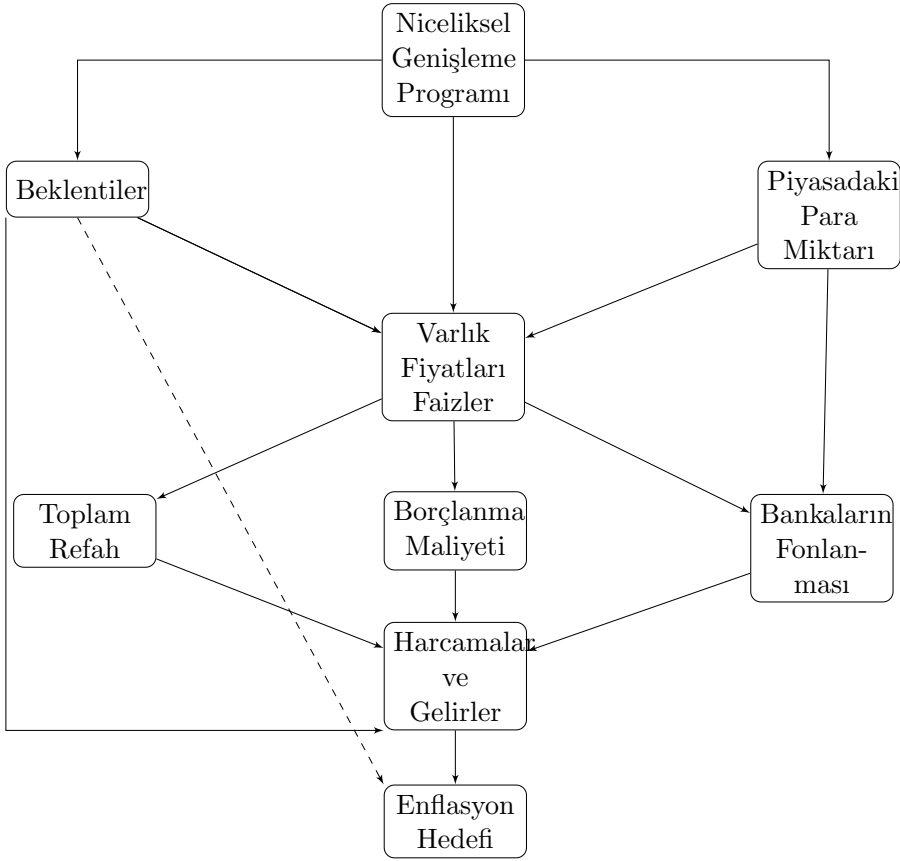 Niceliksel
Genişleme
Programı
Beklentiler
Piyasadaki
Para
Miktarı
Varlık
Fiyatları
Faizler
Toplam
Refah
Borçlanma
Maliyeti
Bankaların
Fonlan-
ması
Harcamalar
ve
Gelirler
Enflasyon
Hedefi